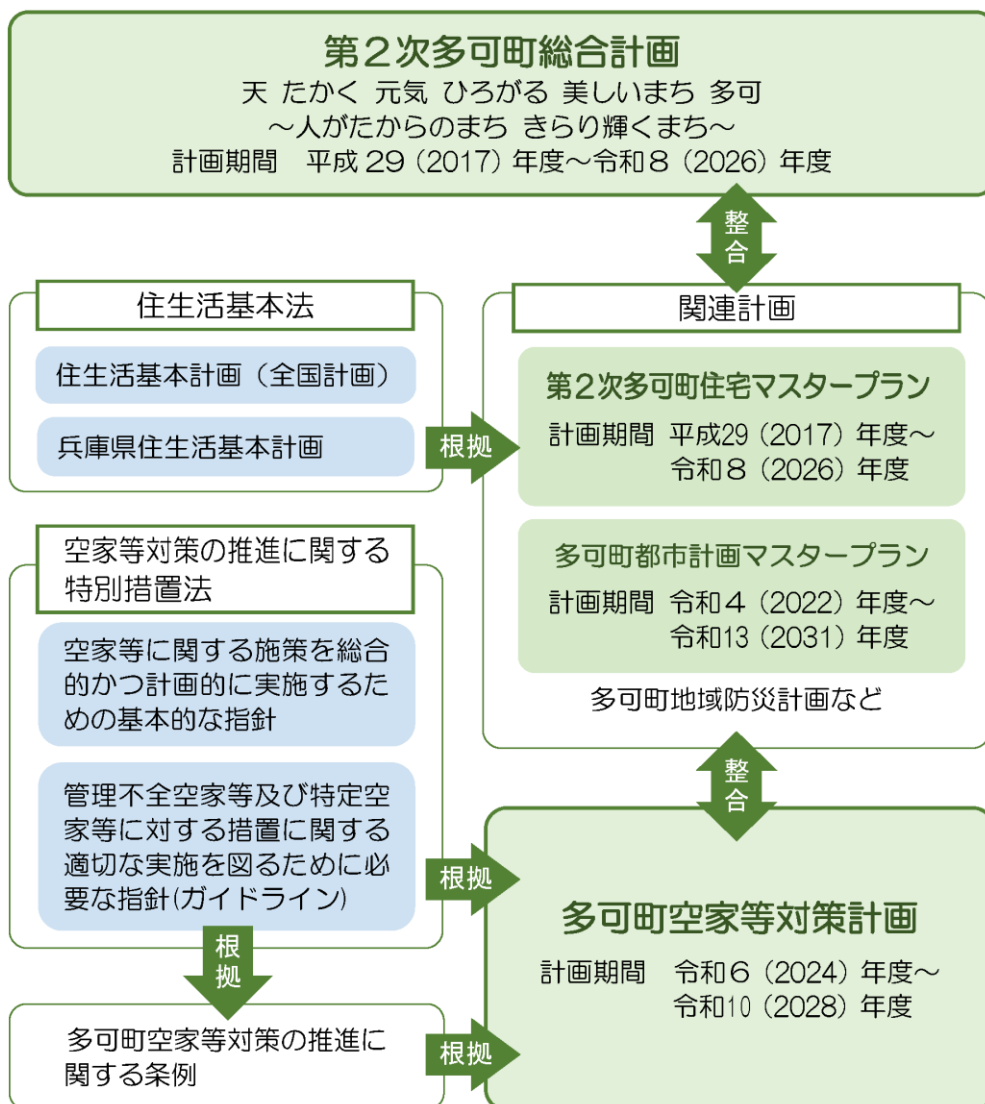 第2次多可町総合計画
天 たかく 元気 ひろがる 美しいまち 多可
～人がたからのまち きらり輝くまち～
計画期間 平成29（2017）年度～令和8（2026）年度
整合
住生活基本法
住生活基本計画（全国計画）
兵庫県住生活基本計画
根拠
関連計画
第2次多可町住宅マスタープラン
計画期間 平成29（2017）年度～
令和8（2026）年度
多可町都市計画マスタープラン
計画期間 令和4（2022）年度～
令和13（2031）年度
多可町地域防災計画など
空家等対策の推進に関する
特別措置法
空家等に関する施策を総合
的かつ計画的に実施するた
めの基本的な指針
管理不全空家等及び特定空
家等に対する措置に関する
適切な実施を図るために必
要な指針(ガイドライン)
根拠
整合
根拠
多可町空家等対策計画
計画期間 令和6（2024）年度～
令和10（2028）年度
多可町空家等対策の推進に
関する条例
根拠